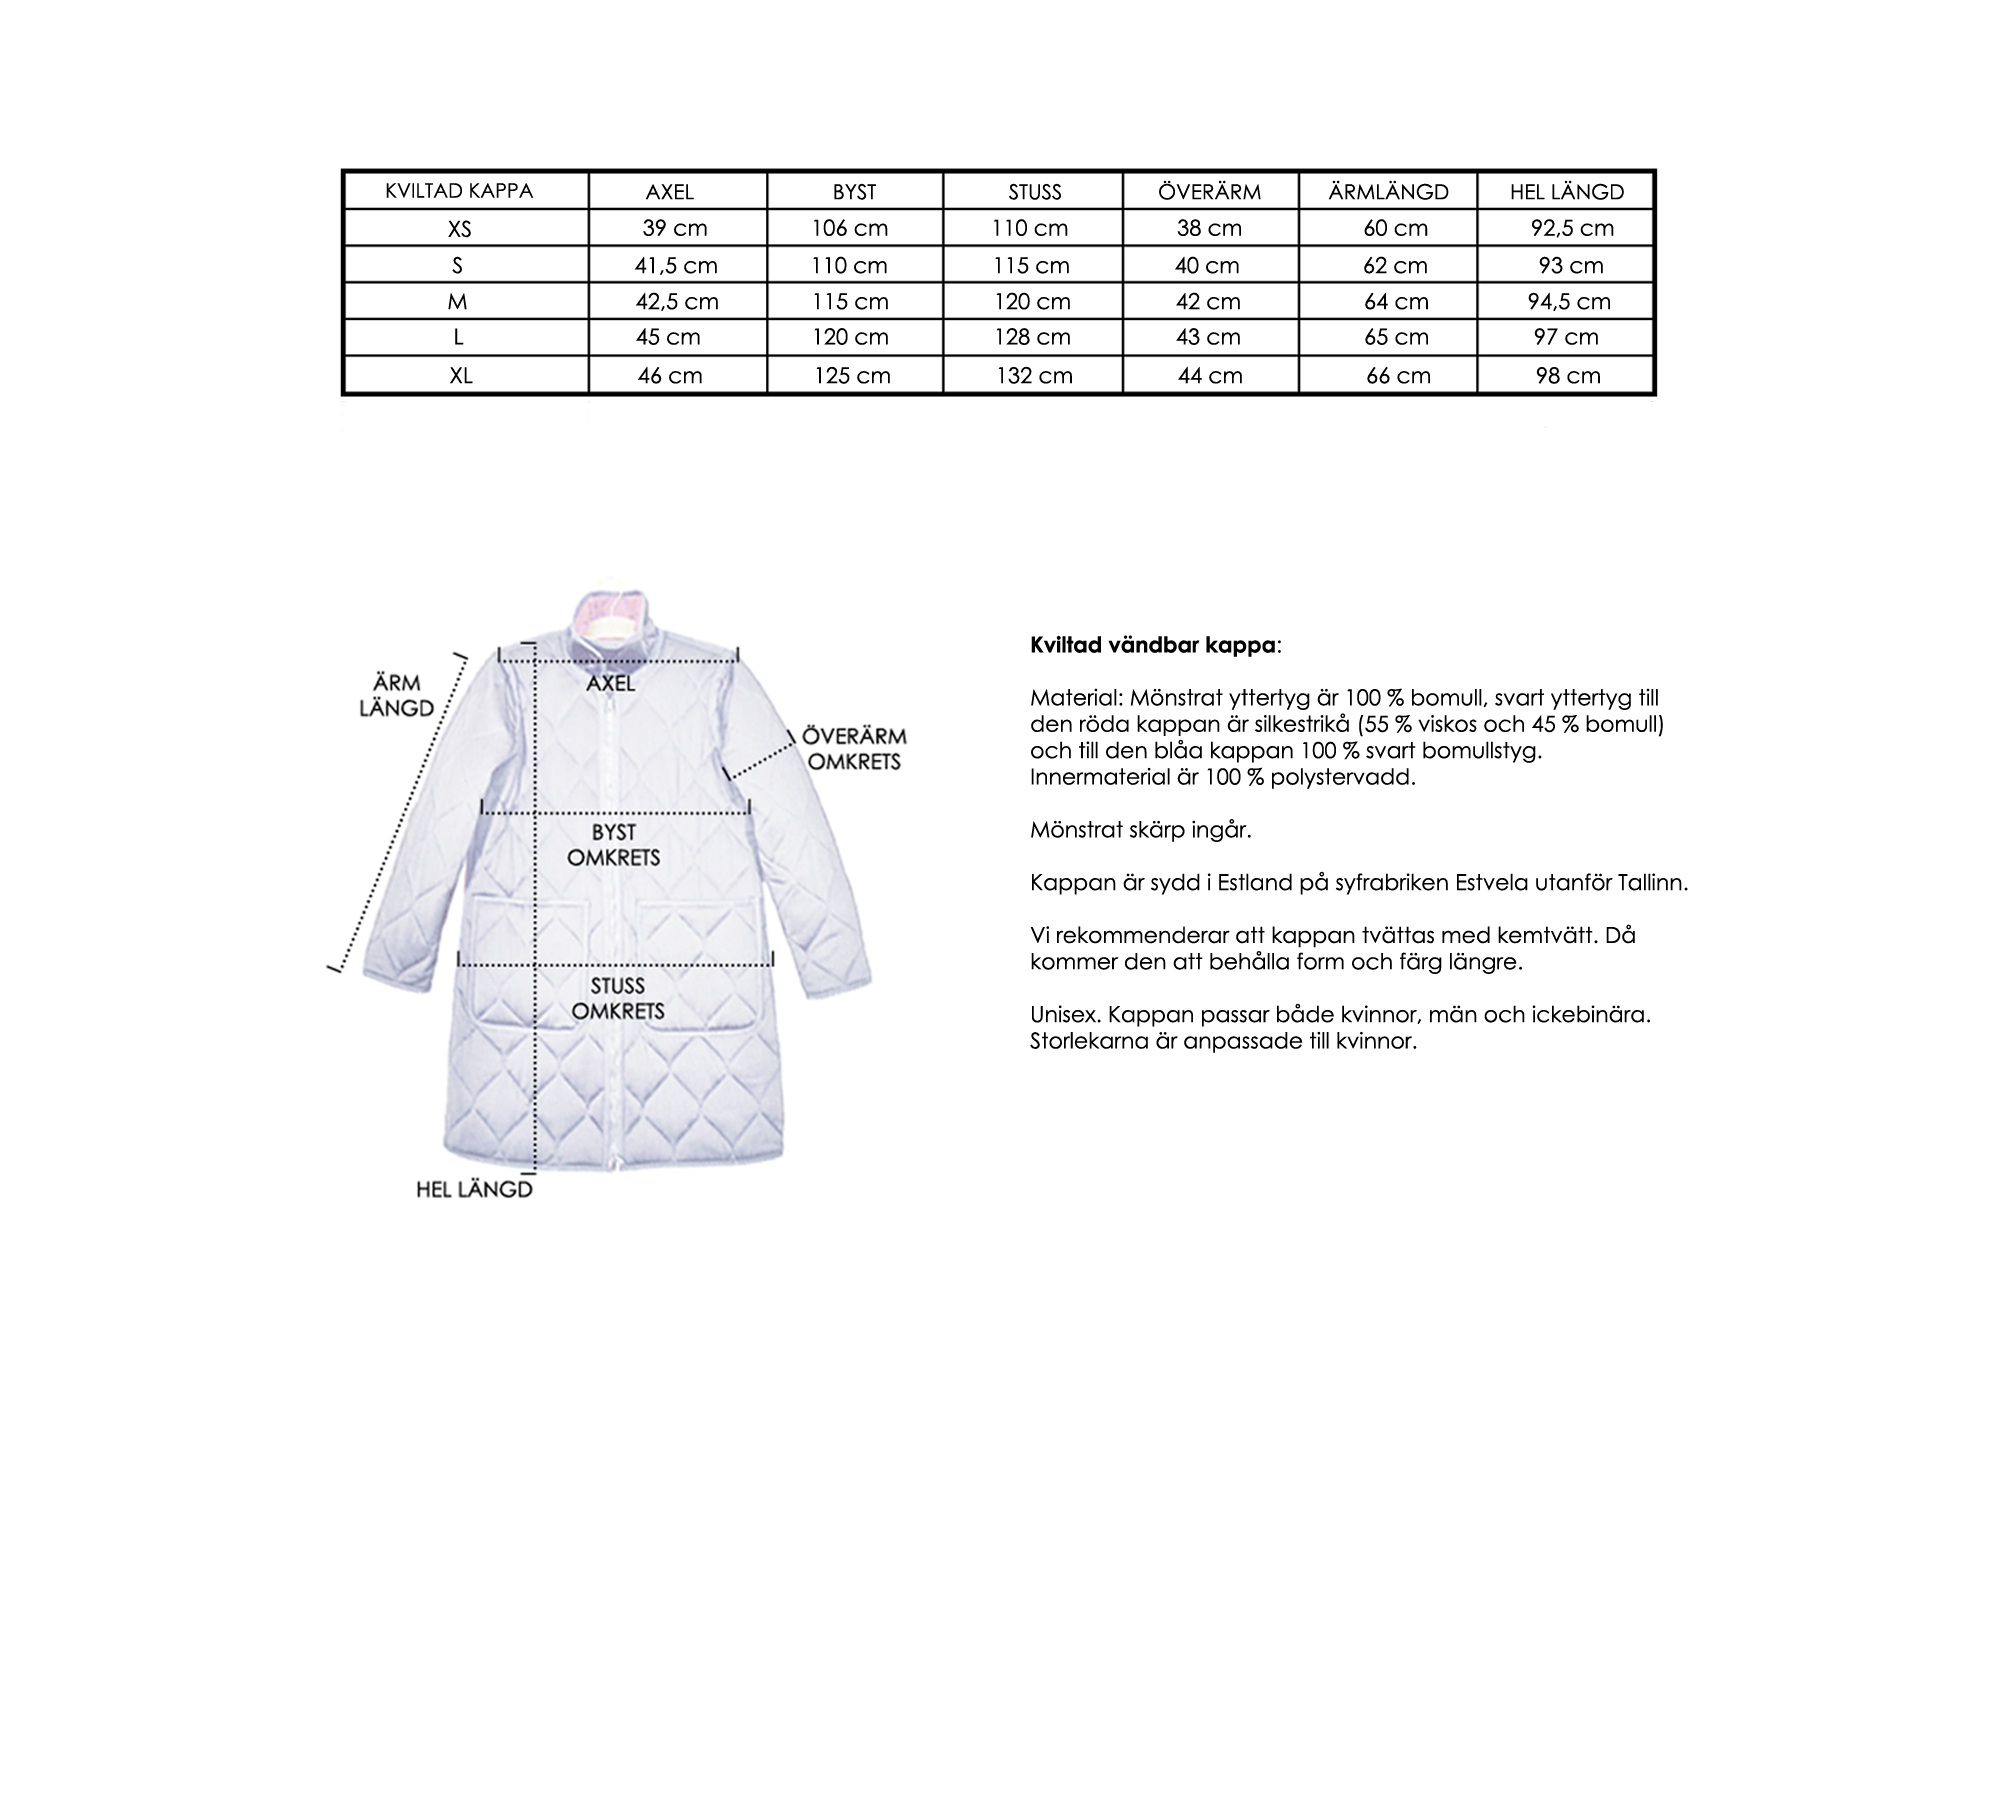 KVILTAD KAPPA AXEL BYST STUSS ÖVERÄRM ÄRMLÄNGD HEL LÄNGD
XS 39 cm 106 cm 110 cm 38 cm 60 cm 92,5 cm
S 41,5 cm 110 cm 115 cm 40 cm 62 cm 93 cm
M 42,5 cm 115 cm 120 cm 42 cm 64 cm 94,5 cm
L 45 cm 120 cm 128 cm 43 cm 65 cm 97 cm
XL 46 cm 125 cm 132 cm 44 cm 66 cm 98 cm
ÄRM
LÄNGD
AXEL
ÖVERÄRM
OMKRETS
BYST
OMKRETS
STUSS
OMKRETS
HEL LÄNGD
Kviltad vändbar kappa:
Material: Mönstrat yttertyg är 100 % bomull, svart yttertyg till
den röda kappan är silkestrikå (55 % viskos och 45 % bomull)
och till den blåa kappan 100 % svart bomullstyg.
Innermaterial är 100 % polystervadd.
Mönstrat skärp ingår.
Kappan är sydd i Estland på syfrabriken Estvela utanför Tallinn.
Vi rekommenderar att kappan tvättas med kemtvätt. Då
kommer den att behålla form och färg längre.
Unisex. Kappan passar både kvinnor, män och ickebinära.
Storlekarna är anpassade till kvinnor.